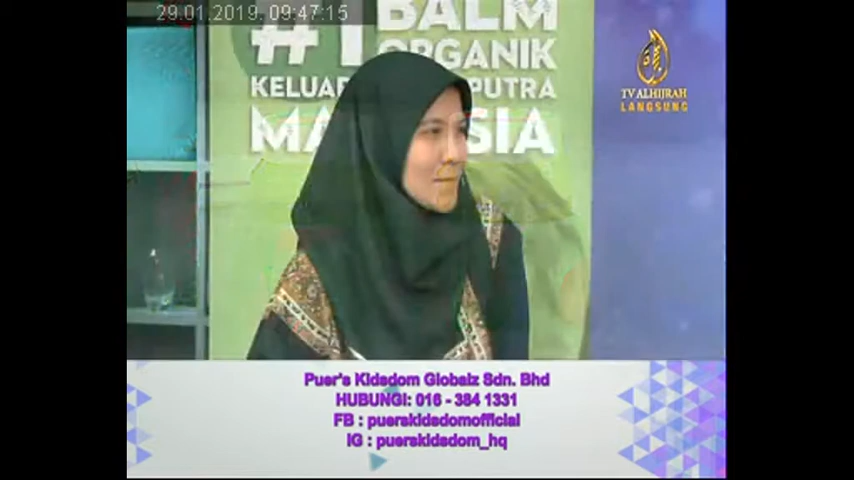 29.01.2019. 09:47:15
#1 BALM
ORGANIK
PUTRA
TV ALHIJRAH
LANGSUNG
Puer's Kidsdom Globalz Sdn. Bhd
HUBUNGI: 016 - 384 1331
FB : puerskidsdomofficial
IG : puerskidsdom_hq